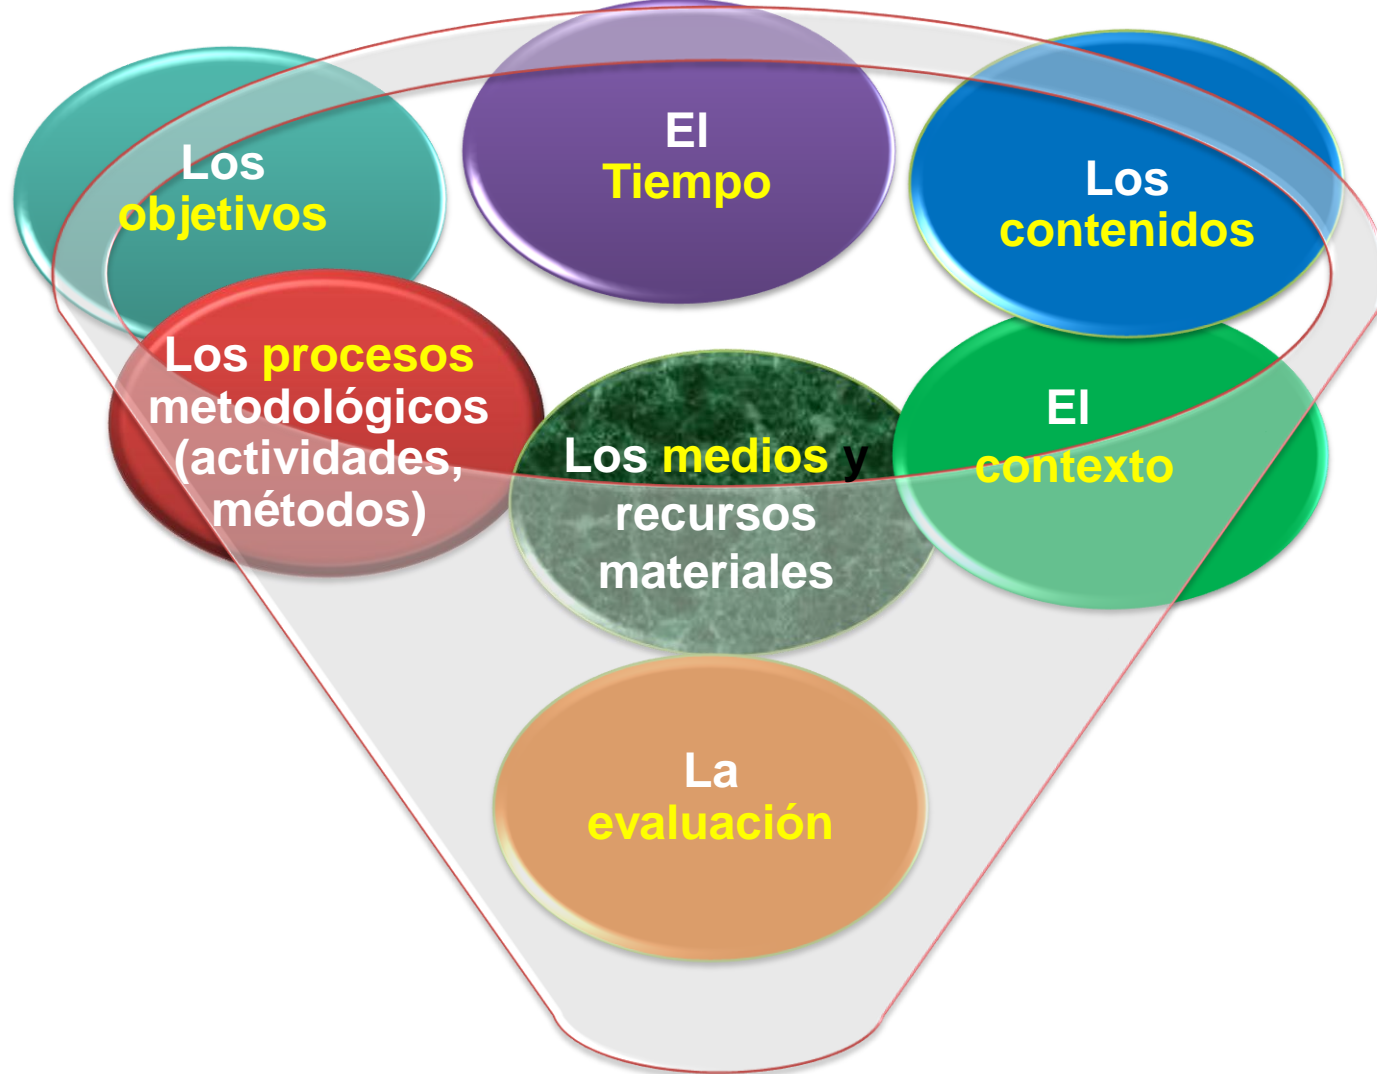 Los
objetivos
El
Tiempo
Los
contenidos
Los procesos
metodológicos
(actividades,
métodos)
Los medios y
recursos
materiales
El
contexto
La
evaluación